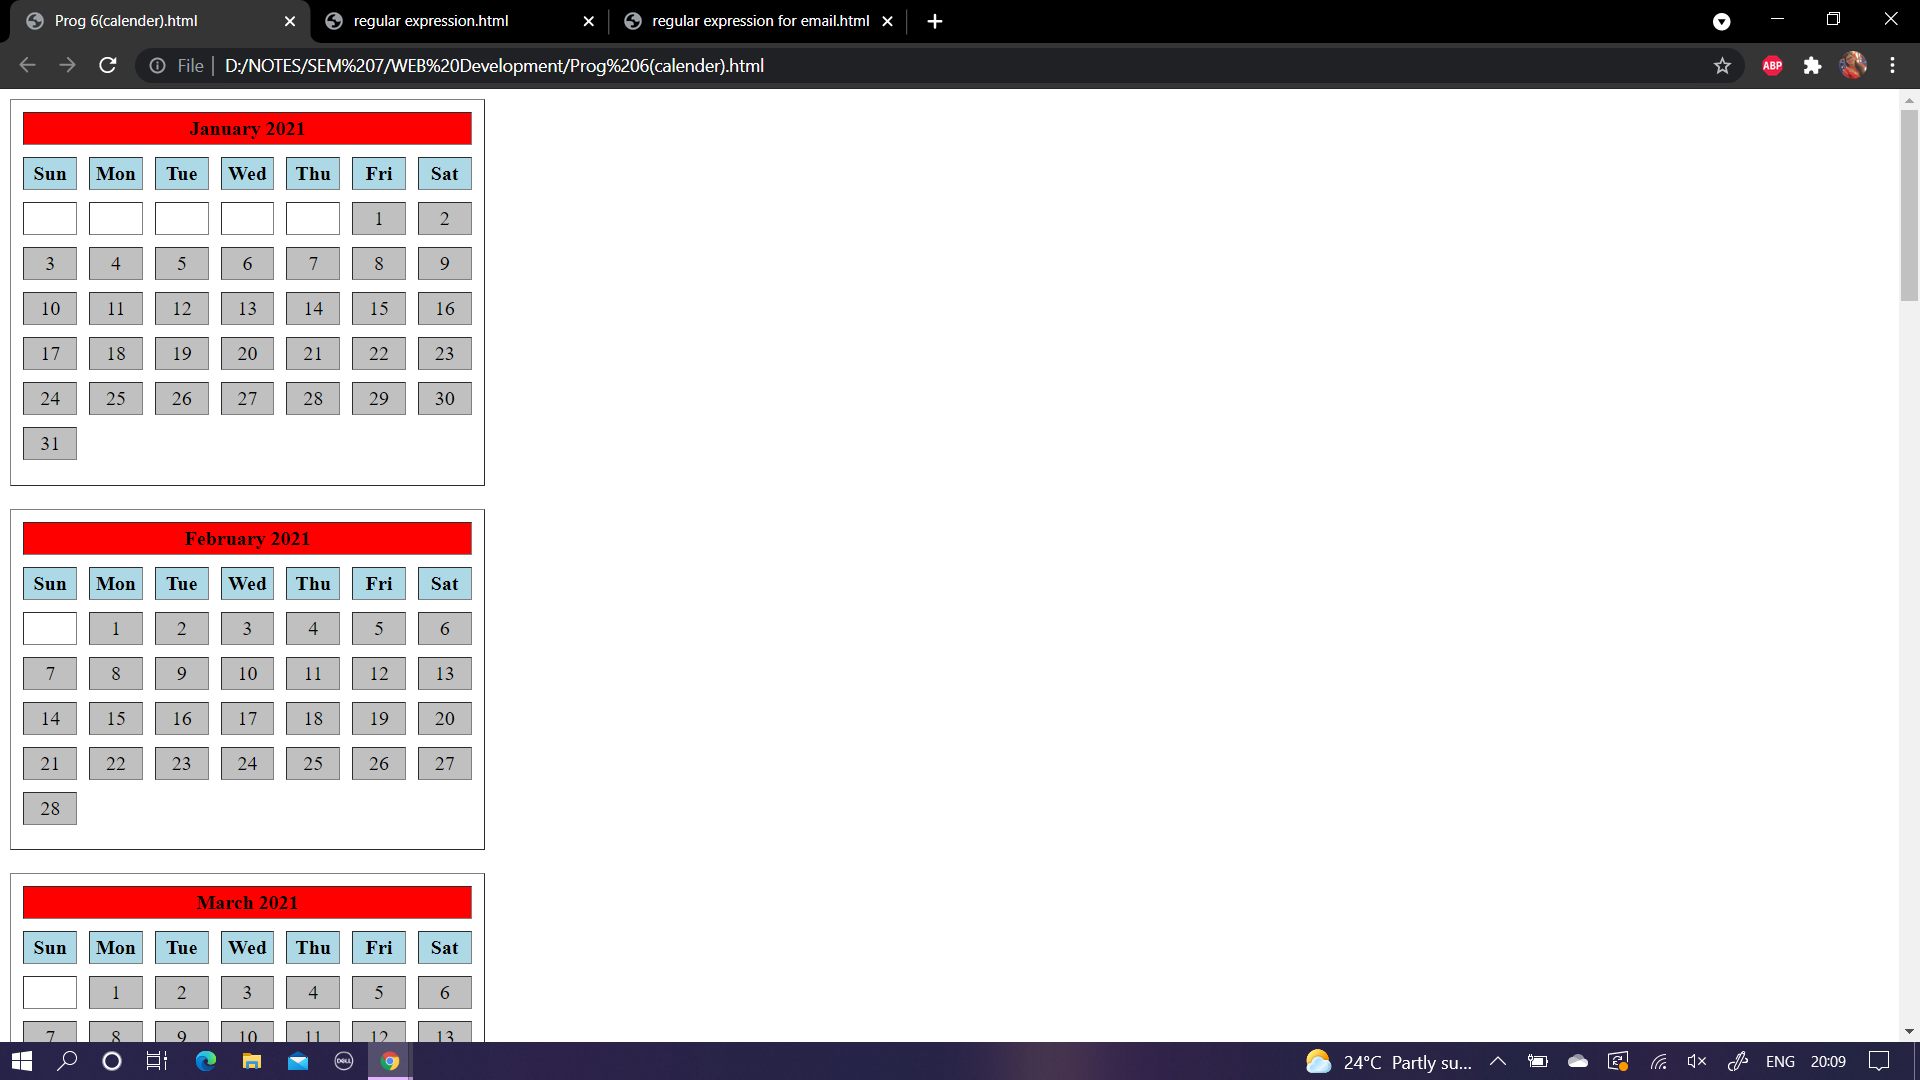 Prog 6(calender).html regular expression.html regular expression for email.html
File D:/NOTES/SEM%207/WEB%20Development/Prog%206(calender).html ABP
January 2021
Sun Mon Tue Wed Thu Fri Sat
1 2
3 4 5 6 7 8 9
10 11 12 13 14 15 16
17 18 19 20 21 22 23
24 25 26 27 28 29 30
31
February 2021
Sun Mon Tue Wed Thu Fri Sat
1 2 3 4 5 6
7 8 9 10 11 12 13
14 15 16 17 18 19 20
21 22 23 24 25 26 27
28
March 2021
Sun Mon Tue Wed Thu Fri Sat
1 2 3 4 5 6
7 8 9 10 11 12 13
DELL 24°C Partly su... ENG 20:09